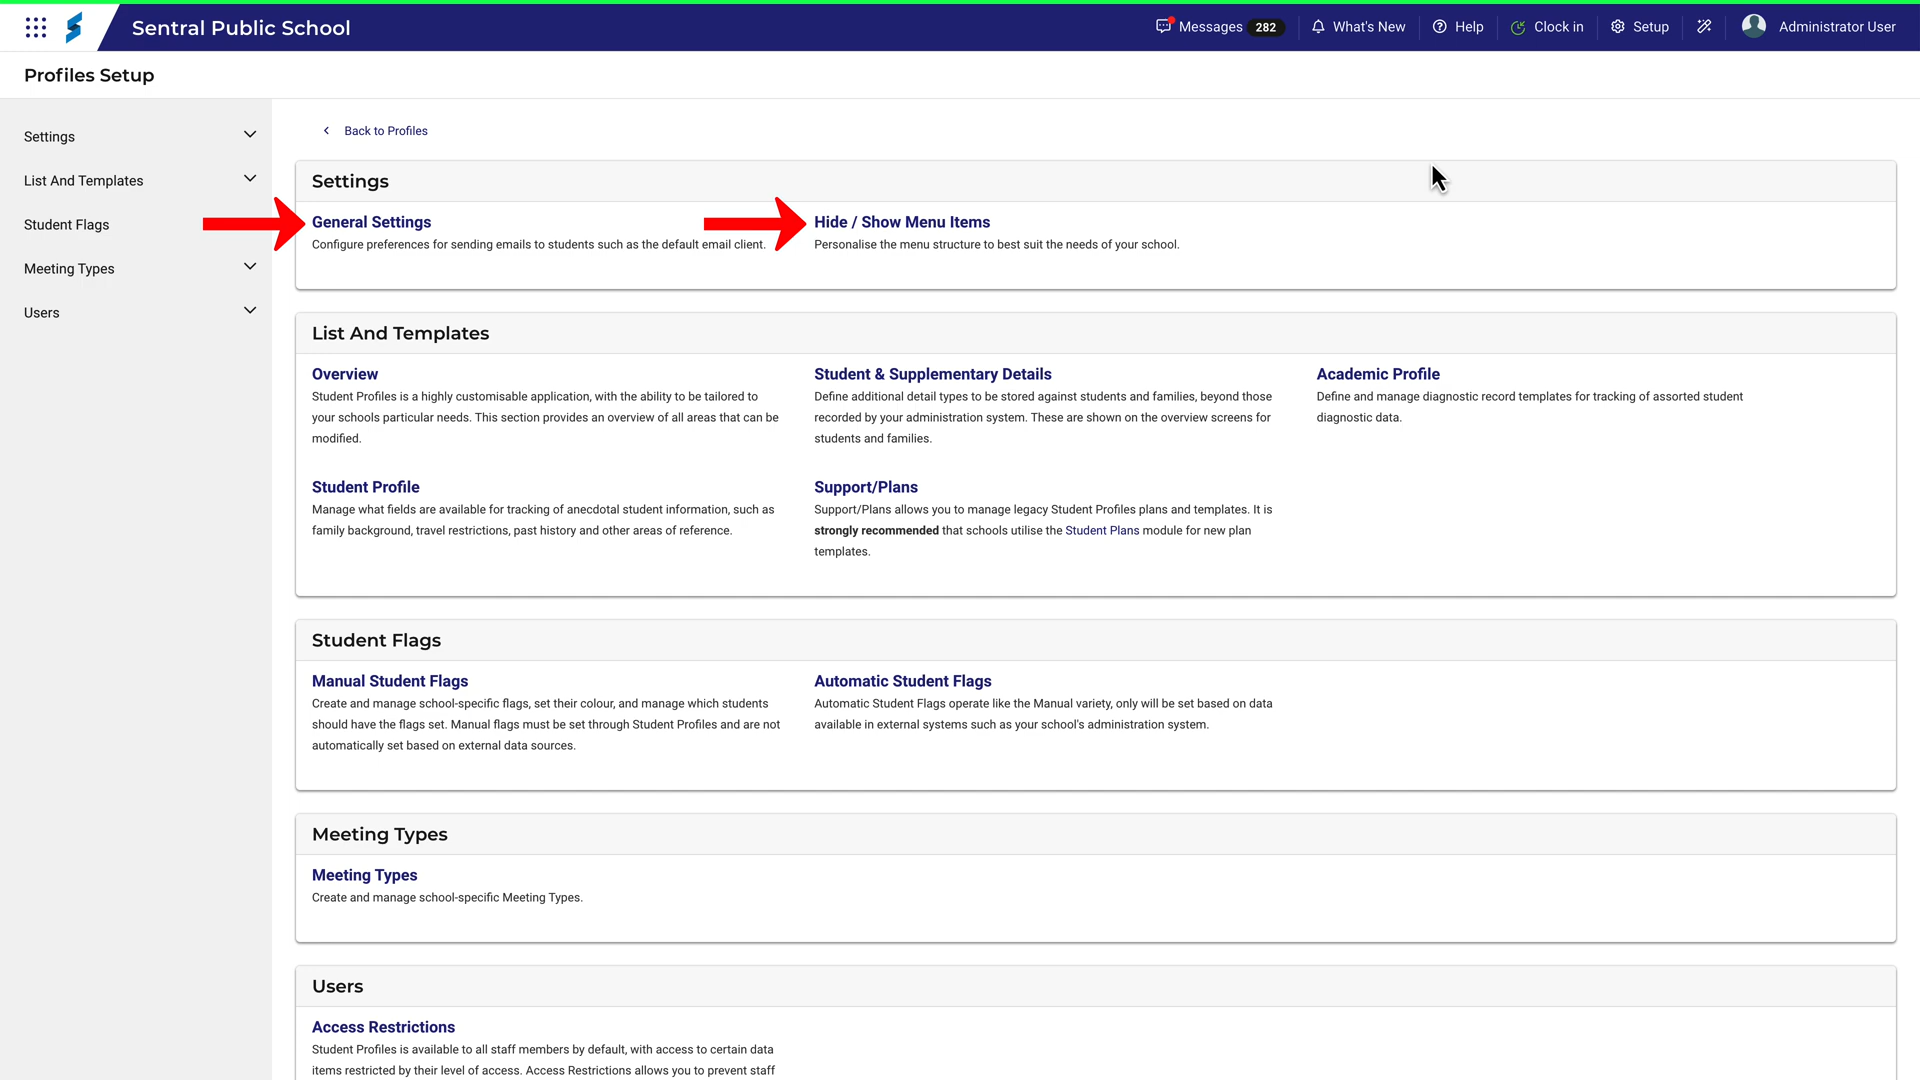 Sentral Public School
Messages 282
What's New
Help
Clock in
Setup
Administrator User
Profiles Setup
Settings
List And Templates
Student Flags
Meeting Types
Users
Back to Profiles
Settings
General Settings
Configure preferences for sending emails to students such as the default email client.
Hide / Show Menu Items
Personalise the menu structure to best suit the needs of your school.
List And Templates
Overview
Student Profiles is a highly customisable application, with the ability to be tailored to
your schools particular needs. This section provides an overview of all areas that can be
modified.
Student & Supplementary Details
Define additional detail types to be stored against students and families, beyond those
recorded by your administration system. These are shown on the overview screens for
students and families.
Academic Profile
Define and manage diagnostic record templates for tracking of assorted student
diagnostic data.
Student Profile
Manage what fields are available for tracking of anecdotal student information, such as
family background, travel restrictions, past history and other areas of reference.
Support/Plans
Support/Plans allows you to manage legacy Student Profiles plans and templates. It is
strongly recommended that schools utilise the Student Plans module for new plan
templates.
Student Flags
Manual Student Flags
Create and manage school-specific flags, set their colour, and manage which students
should have the flags set. Manual flags must be set through Student Profiles and are not
automatically set based on external data sources.
Automatic Student Flags
Automatic Student Flags operate like the Manual variety, only will be set based on data
available in external systems such as your school's administration system.
Meeting Types
Meeting Types
Create and manage school-specific Meeting Types.
Users
Access Restrictions
Student Profiles is available to all staff members by default, with access to certain data
items restricted by their level of access. Access Restrictions allows you to prevent staff